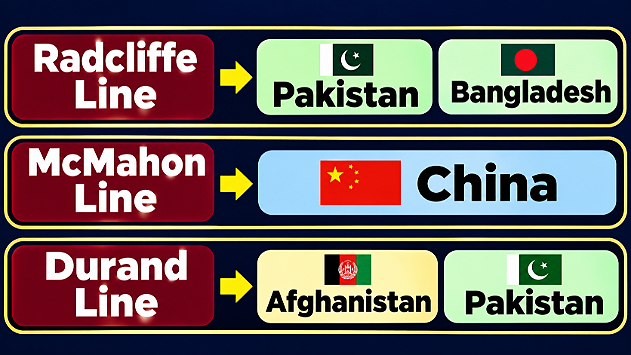 Radcliffe
Line
Pakistan
Bangladesh
McMahon
Line
China
Durand
Line
Afghanistan
Pakistan